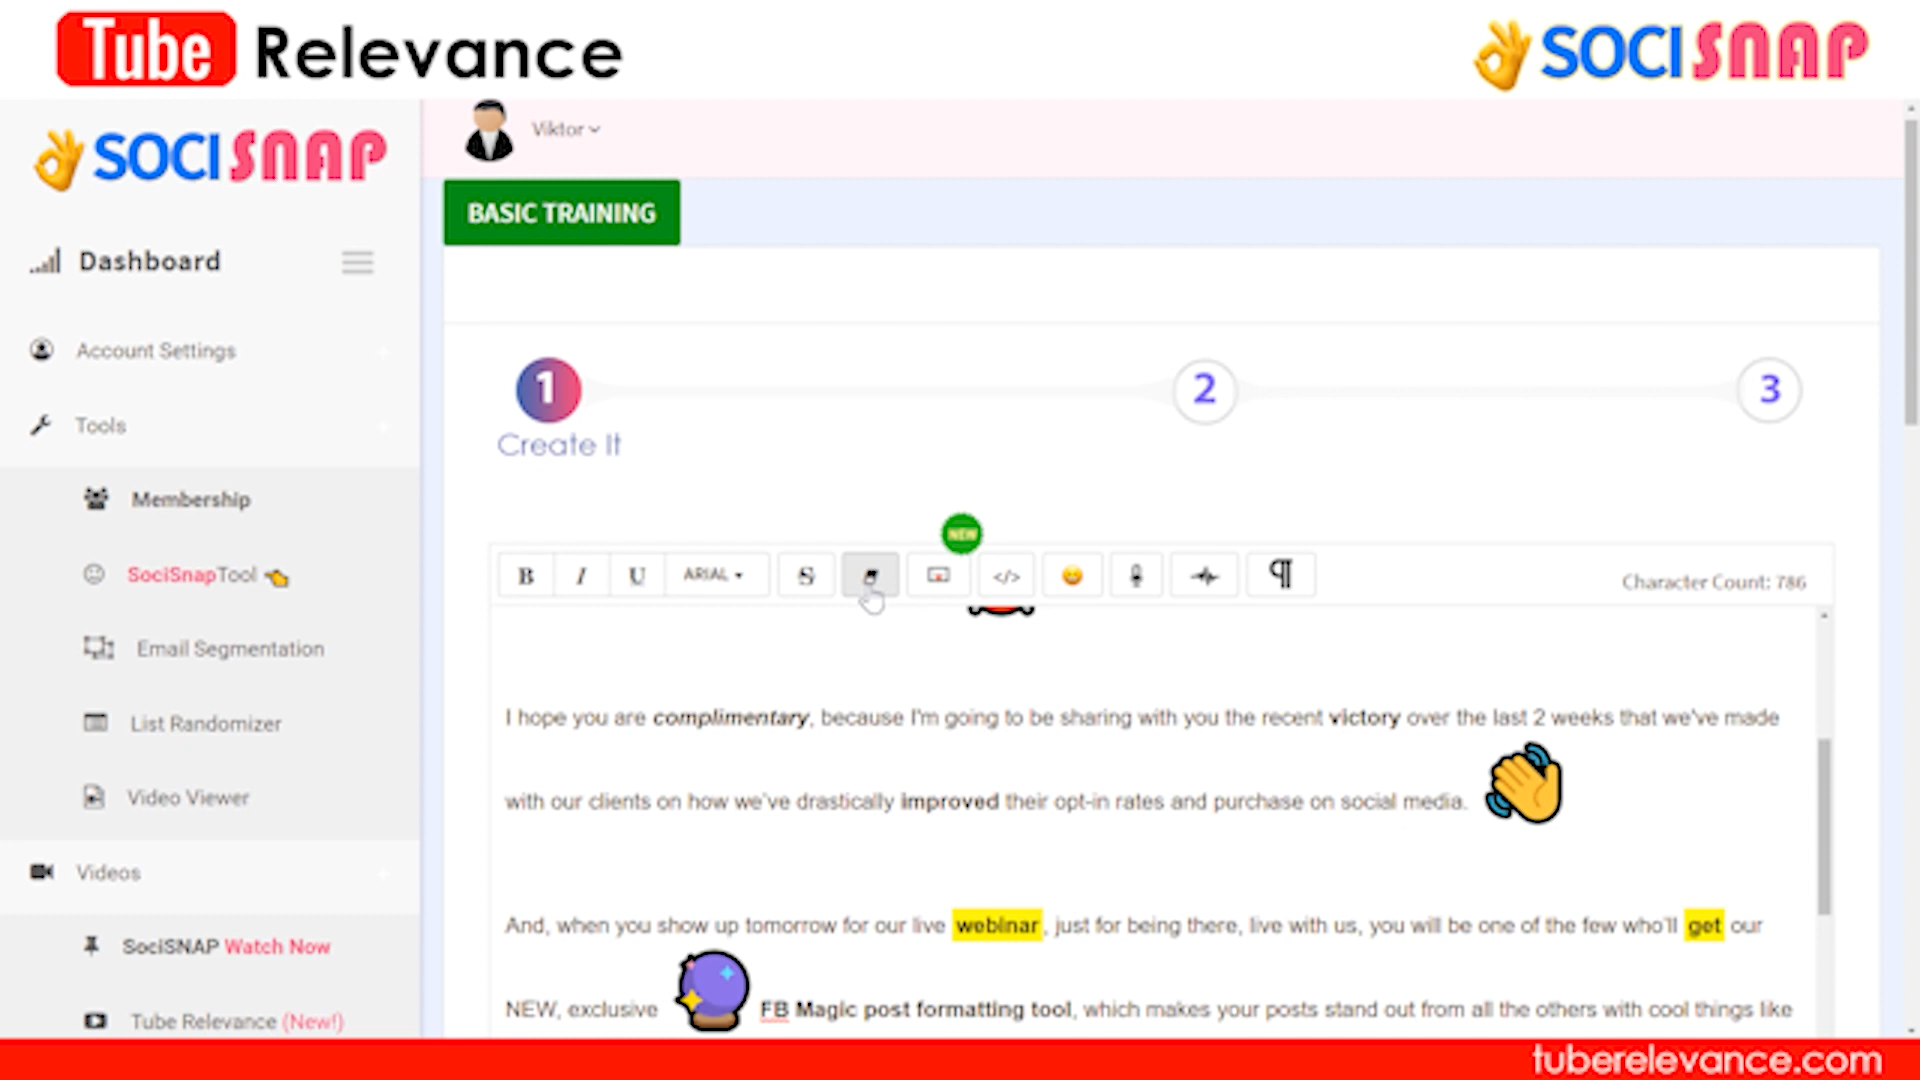 Tube Relevance
SOCISNAP
SOCISNAP
Viktor
BASIC TRAINING
Dashboard
Account Settings
Tools
Membership
SociSnapTool
Email Segmentation
List Randomizer
Video Viewer
Videos
SociSNAP Watch Now
Tube Relevance (New!)
1
2
3
Create It
NEW
B I U ARIAL S </> ¶
Character Count: 786
I hope you are complimentary, because I'm going to be sharing with you the recent victory over the last 2 weeks that we've made
with our clients on how we've drastically improved their opt-in rates and purchase on social media.
And, when you show up tomorrow for our live webinar, just for being there, live with us, you will be one of the few who'll get our
NEW, exclusive FB Magic post formatting tool, which makes your posts stand out from all the others with cool things like
tuberelevance.com